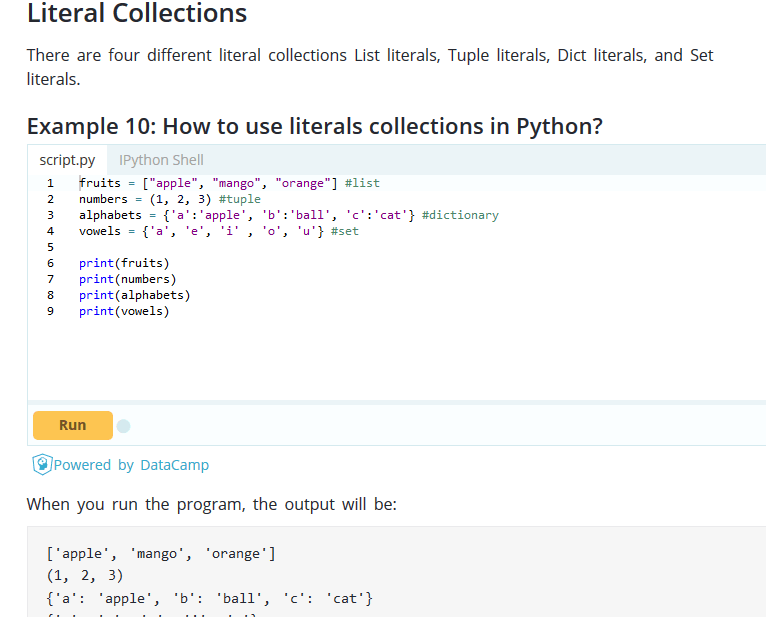 Literal Collections
There are four different literal collections List literals, Tuple literals, Dict literals, and Set
literals.
Example 10: How to use literals collections in Python?
script.py IPython Shell
1 fruits = ["apple", "mango", "orange"] #list
2 numbers = (1, 2, 3) #tuple
3 alphabets = {'a':'apple', 'b':'ball', 'c':'cat'} #dictionary
4 vowels = {'a', 'e', 'i' , 'o', 'u'} #set
5
6 print(fruits)
7 print(numbers)
8 print(alphabets)
9 print(vowels)
Run
Powered by DataCamp
When you run the program, the output will be:
['apple', 'mango', 'orange']
(1, 2, 3)
{'a': 'apple', 'b': 'ball', 'c': 'cat'}